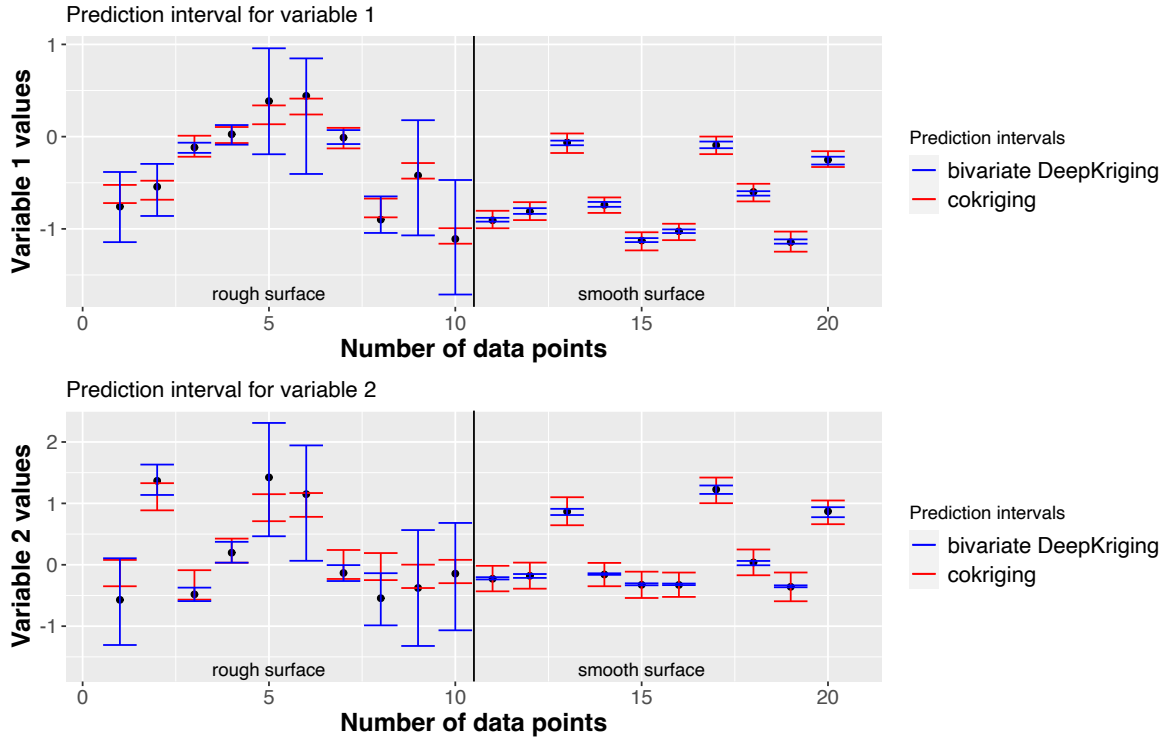 Prediction interval for variable 1
Variable 1 values
1
0
-1
rough surface
smooth surface
0
5
10
15
20
Number of data points
Prediction intervals
bivariate DeepKriging
cokriging
Prediction interval for variable 2
Variable 2 values
2
1
0
-1
rough surface
smooth surface
0
5
10
15
20
Number of data points
Prediction intervals
bivariate DeepKriging
cokriging